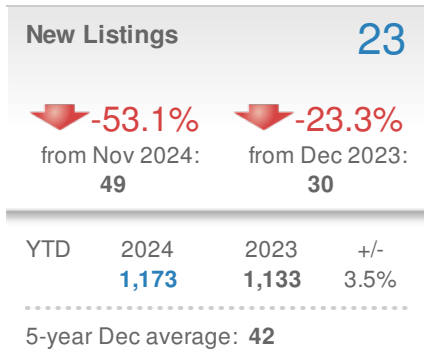 New Listings 23
-53.1% -23.3%
from Nov 2024: from Dec 2023:
49 30
YTD 2024 2023 +/-
1,173 1,133 3.5%
5-year Dec average: 42